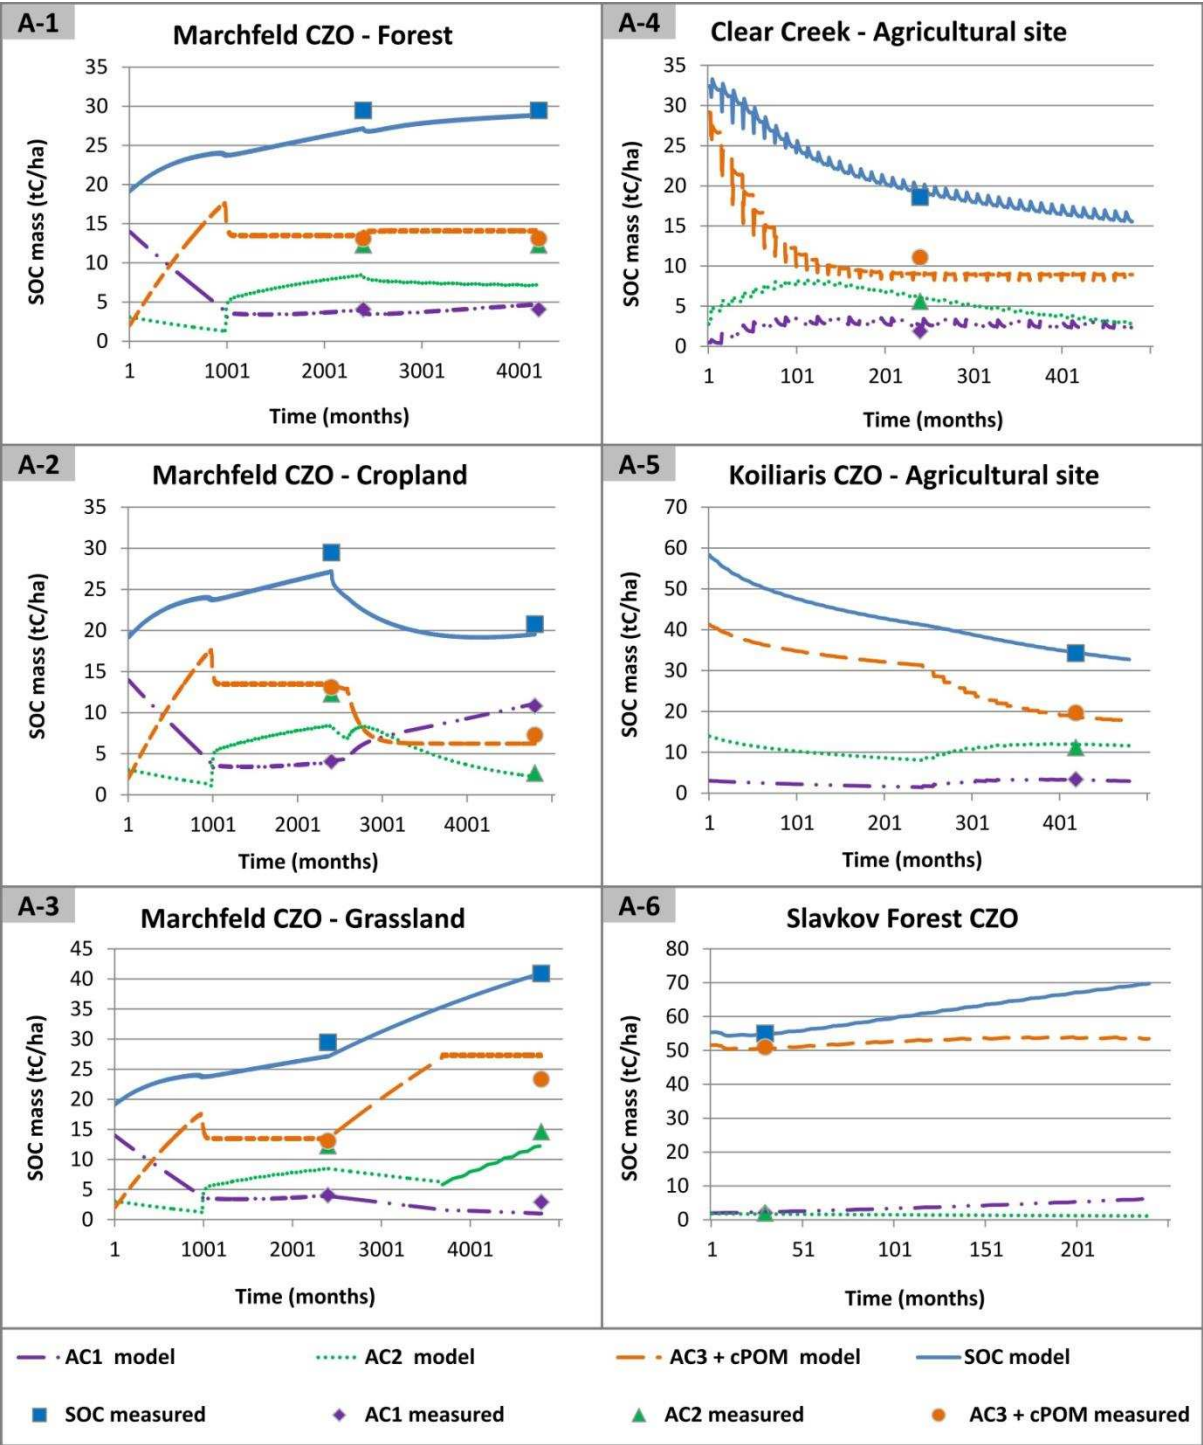 A-1
Marchfeld CZO - Forest
SOC mass (tC/ha)
35
30
25
20
15
10
5
0
1 1001 2001 3001 4001
Time (months)
A-4
Clear Creek - Agricultural site
SOC mass (tC/ha)
35
30
25
20
15
10
5
0
1 101 201 301 401
Time (months)
A-2
Marchfeld CZO - Cropland
SOC mass (tC/ha)
35
30
25
20
15
10
5
0
1 1001 2001 3001 4001
Time (months)
A-5
Koiliaris CZO - Agricultural site
SOC mass (tC/ha)
70
60
50
40
30
20
10
0
1 101 201 301 401
Time (months)
A-3
Marchfeld CZO - Grassland
SOC mass (tC/ha)
45
40
35
30
25
20
15
10
5
0
1 1001 2001 3001 4001
Time (months)
A-6
Slavkov Forest CZO
SOC mass (tC/ha)
80
70
60
50
40
30
20
10
0
1 51 101 151 201
Time (months)
AC1 model AC2 model AC3 + cPOM model SOC model
SOC measured AC1 measured AC2 measured AC3 + cPOM measured